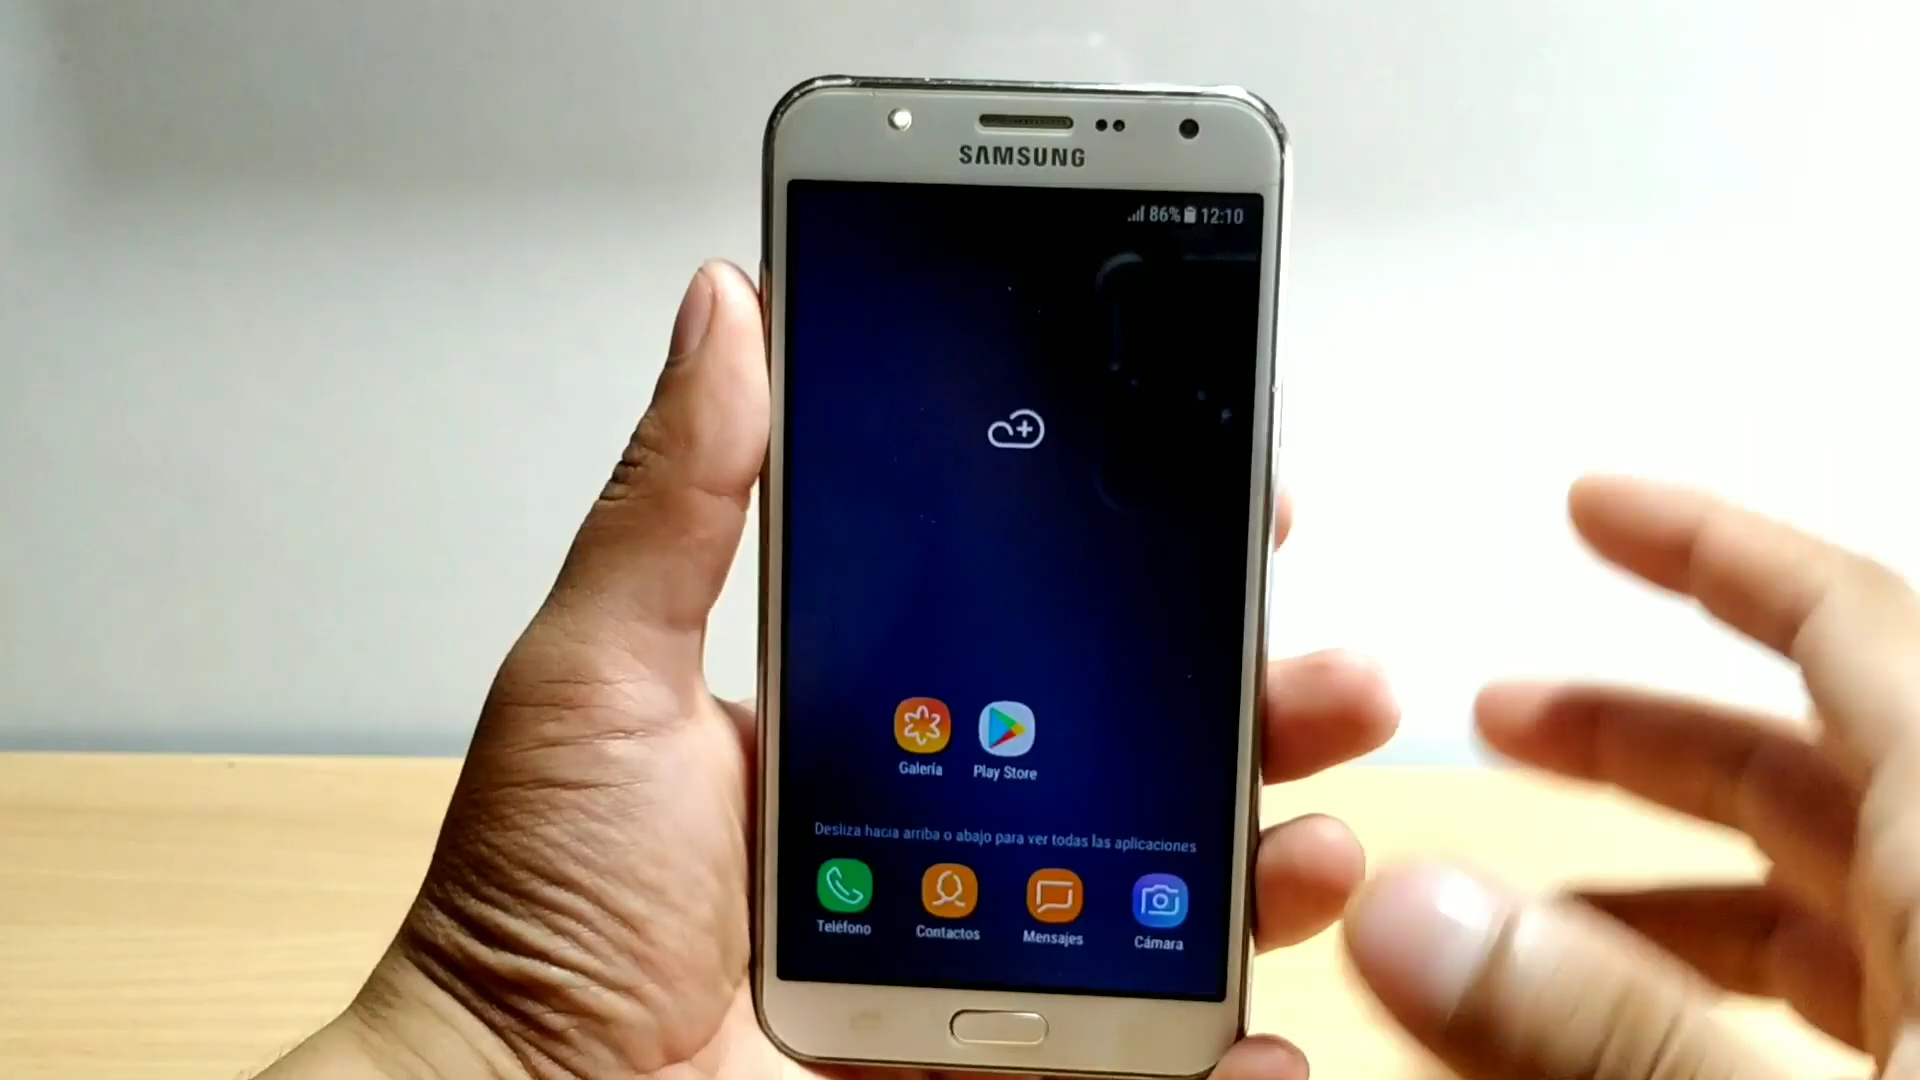 SAMSUNG
86% 12:10
Galería
Play Store
Desliza hacia arriba o abajo para ver todas las aplicaciones
Teléfono
Contactos
Mensajes
Cámara